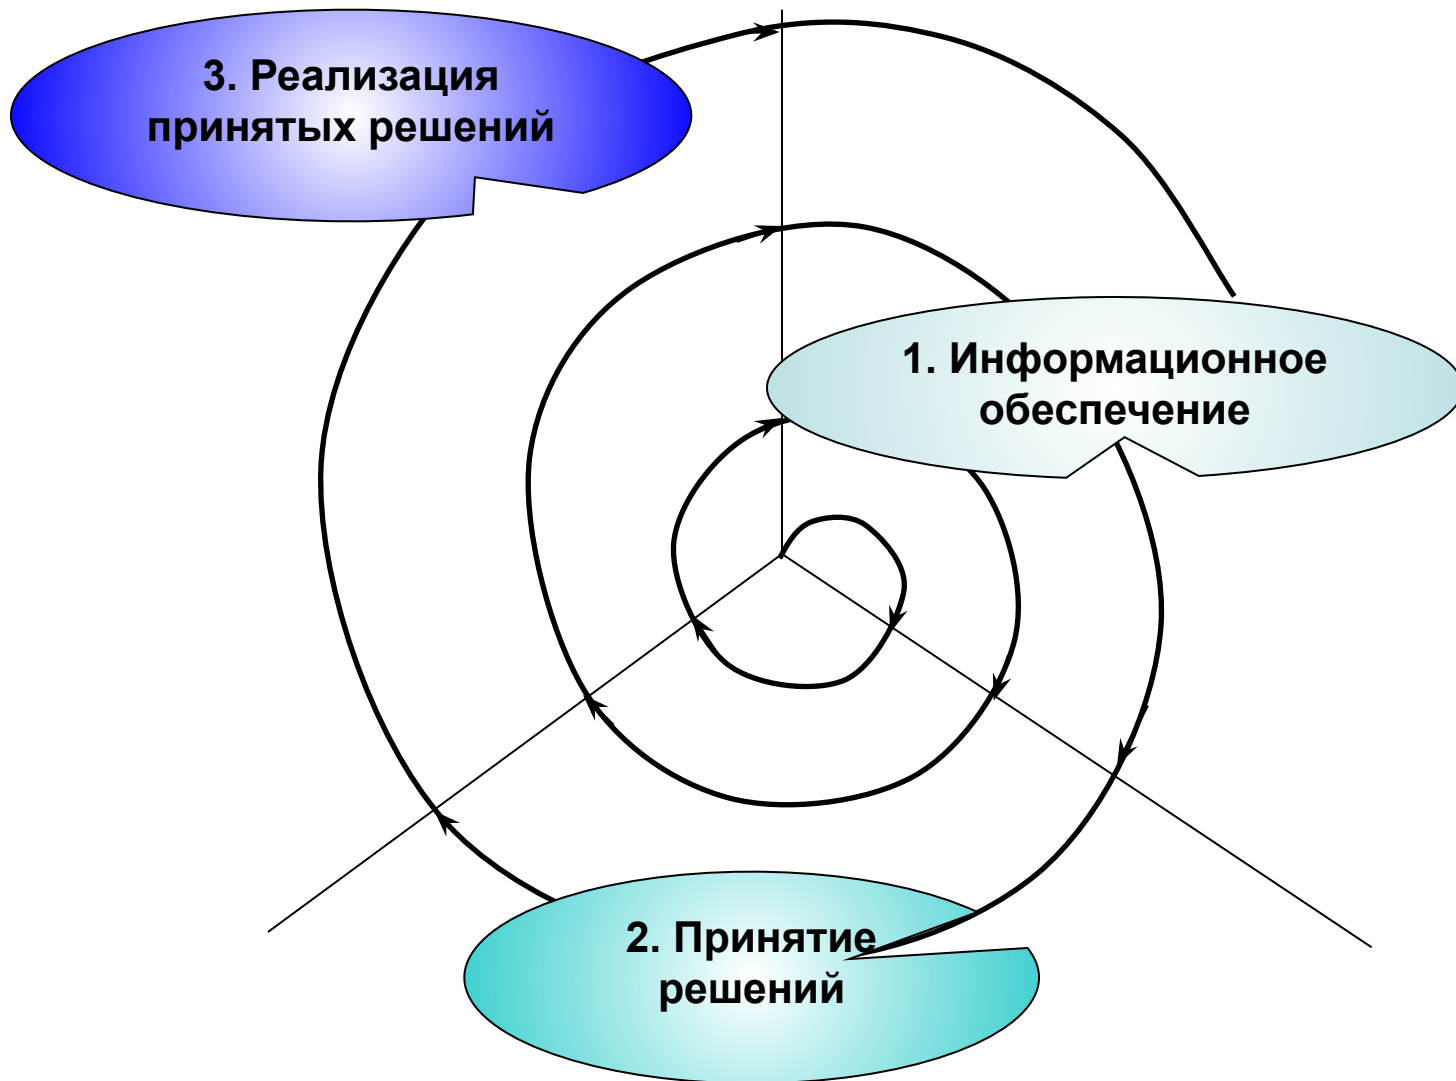 3. Реализация
принятых решений
1. Информационное
обеспечение
2. Принятие
решений